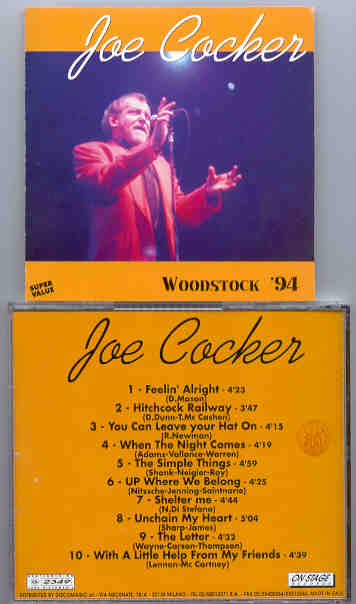 Joe Cocker
SUPER
VALUE
WOODSTOCK '94
Joe Cocker
1 - Feelin' Alright - 4'23
(D.Mason)
2 - Hitchcock Railway - 3'47
(D.Dunn-T.Mc Cashen)
3 - You Can Leave your Hat On - 4'15
(R.Newman)
4 - When The Night Comes - 4'19
(Adams-Vallance-Warren)
5 - The Simple Things - 4'59
(Shank-Neigler-Roy)
6 - UP Where We Belong - 4'25
(Nitzsche-Jenning-Saintmarie)
7 - Shelter me - 4'44
(N.Di Stefano)
8 - Unchain My Heart - 5'04
(Sharp-James)
9 - The Letter - 4'32
(Wayne-Carson-Thompson)
10 - With A Little Help From My Friends - 4'39
(Lennon-Mc Cartney)
2349
ON STAGE